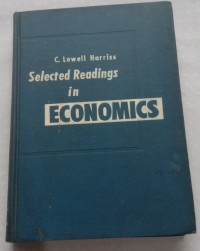 C. Lowell Harriss
Selected Readings
in
ECONOMICS